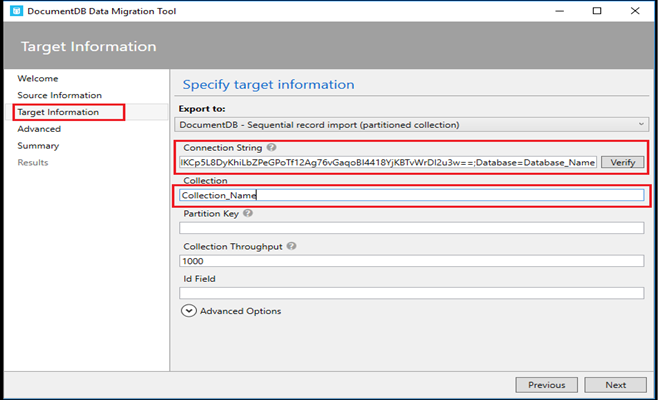 DocumentDB Data Migration Tool
Target Information
Welcome
Source Information
Target Information
Advanced
Summary
Results
Specify target information
Export to:
DocumentDB - Sequential record import (partitioned collection)
Connection String ?
IKCp5L8DyKhiLbZPeGPoTf12Ag76vGaqoBI4418YjKBTvWrDI2u3w==;Database=Database_Name Verify
Collection
Collection_Name
Partition Key ?
Collection Throughput ?
1000
Id Field
Advanced Options
Previous Next